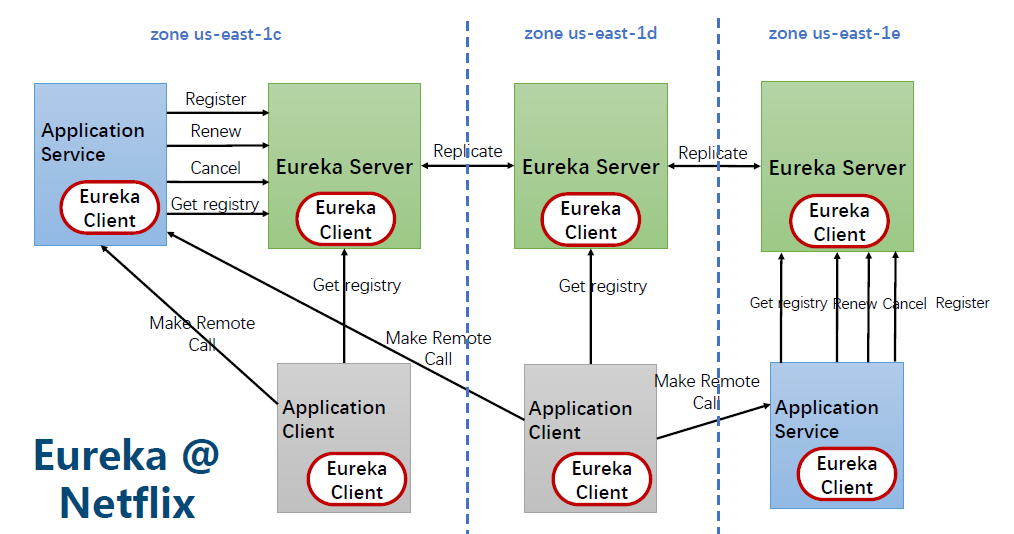 zone us-east-1c
zone us-east-1d
zone us-east-1e
Application
Service
Eureka
Client
Register
Renew
Cancel
Get registry
Eureka Server
Eureka
Client
Replicate
Eureka Server
Eureka
Client
Replicate
Eureka Server
Eureka
Client
Get registry
Get registry
Get registry
Renew
Cancel
Register
Make Remote
Call
Make Remote
Call
Make Remote
Call
Application
Client
Eureka
Client
Application
Client
Eureka
Client
Application
Service
Eureka
Client
Eureka @
Netflix